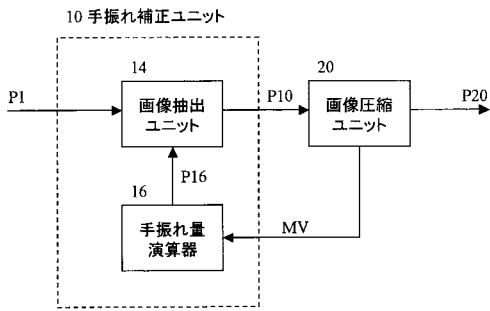 10 手振れ補正ユニット
14
20
P1
画像抽出
ユニット
P10
画像圧縮
ユニット
P20
16
P16
手振れ量
演算器
MV